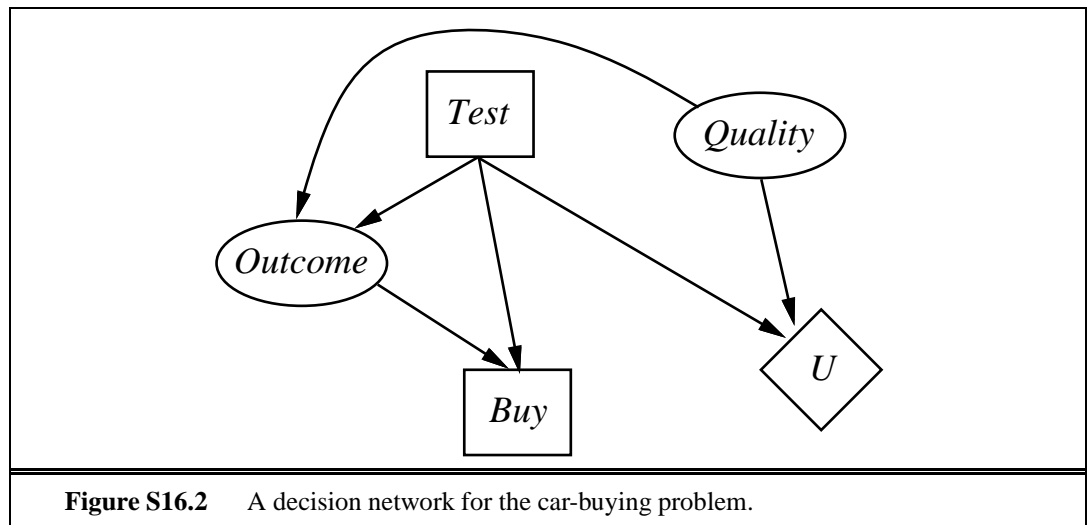 Test
Quality
Outcome
Buy
U
Figure S16.2 A decision network for the car-buying problem.